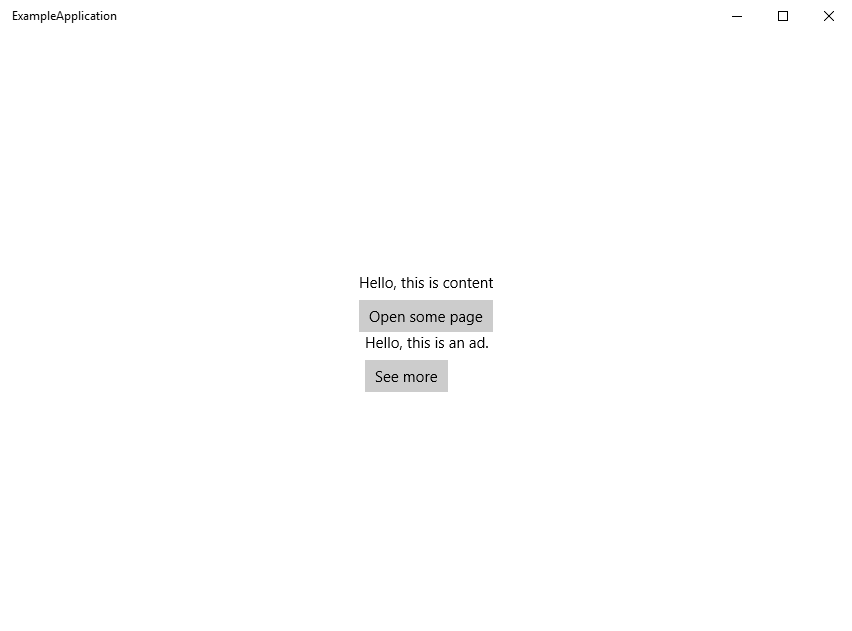 ExampleApplication
Hello, this is content
Open some page
Hello, this is an ad.
See more